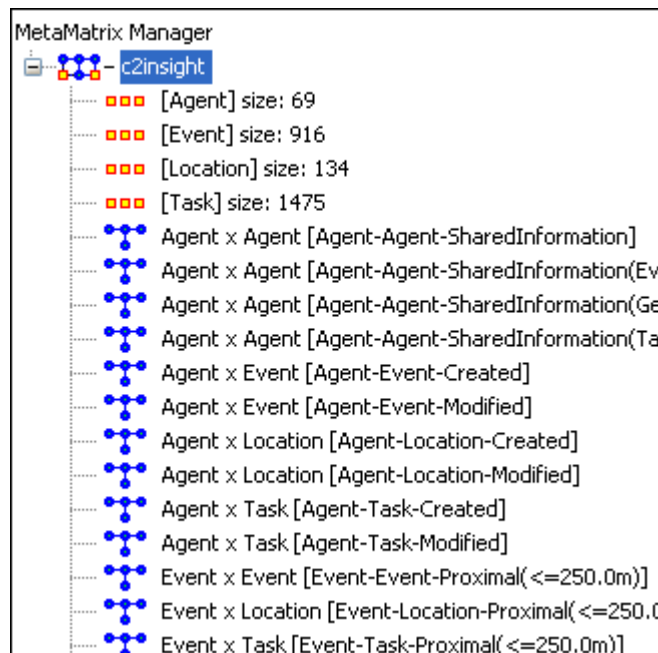 MetaMatrix Manager
c2insight
[Agent] size: 69
[Event] size: 916
[Location] size: 134
[Task] size: 1475
Agent x Agent [Agent-Agent-SharedInformation]
Agent x Agent [Agent-Agent-SharedInformation(Ev
Agent x Agent [Agent-Agent-SharedInformation(Ge
Agent x Agent [Agent-Agent-SharedInformation(Ta
Agent x Event [Agent-Event-Created]
Agent x Event [Agent-Event-Modified]
Agent x Location [Agent-Location-Created]
Agent x Location [Agent-Location-Modified]
Agent x Task [Agent-Task-Created]
Agent x Task [Agent-Task-Modified]
Event x Event [Event-Event-Proximal(<=250.0m)]
Event x Location [Event-Location-Proximal(<=250.0
Event x Task [Event-Task-Proximal(<=250.0m)]